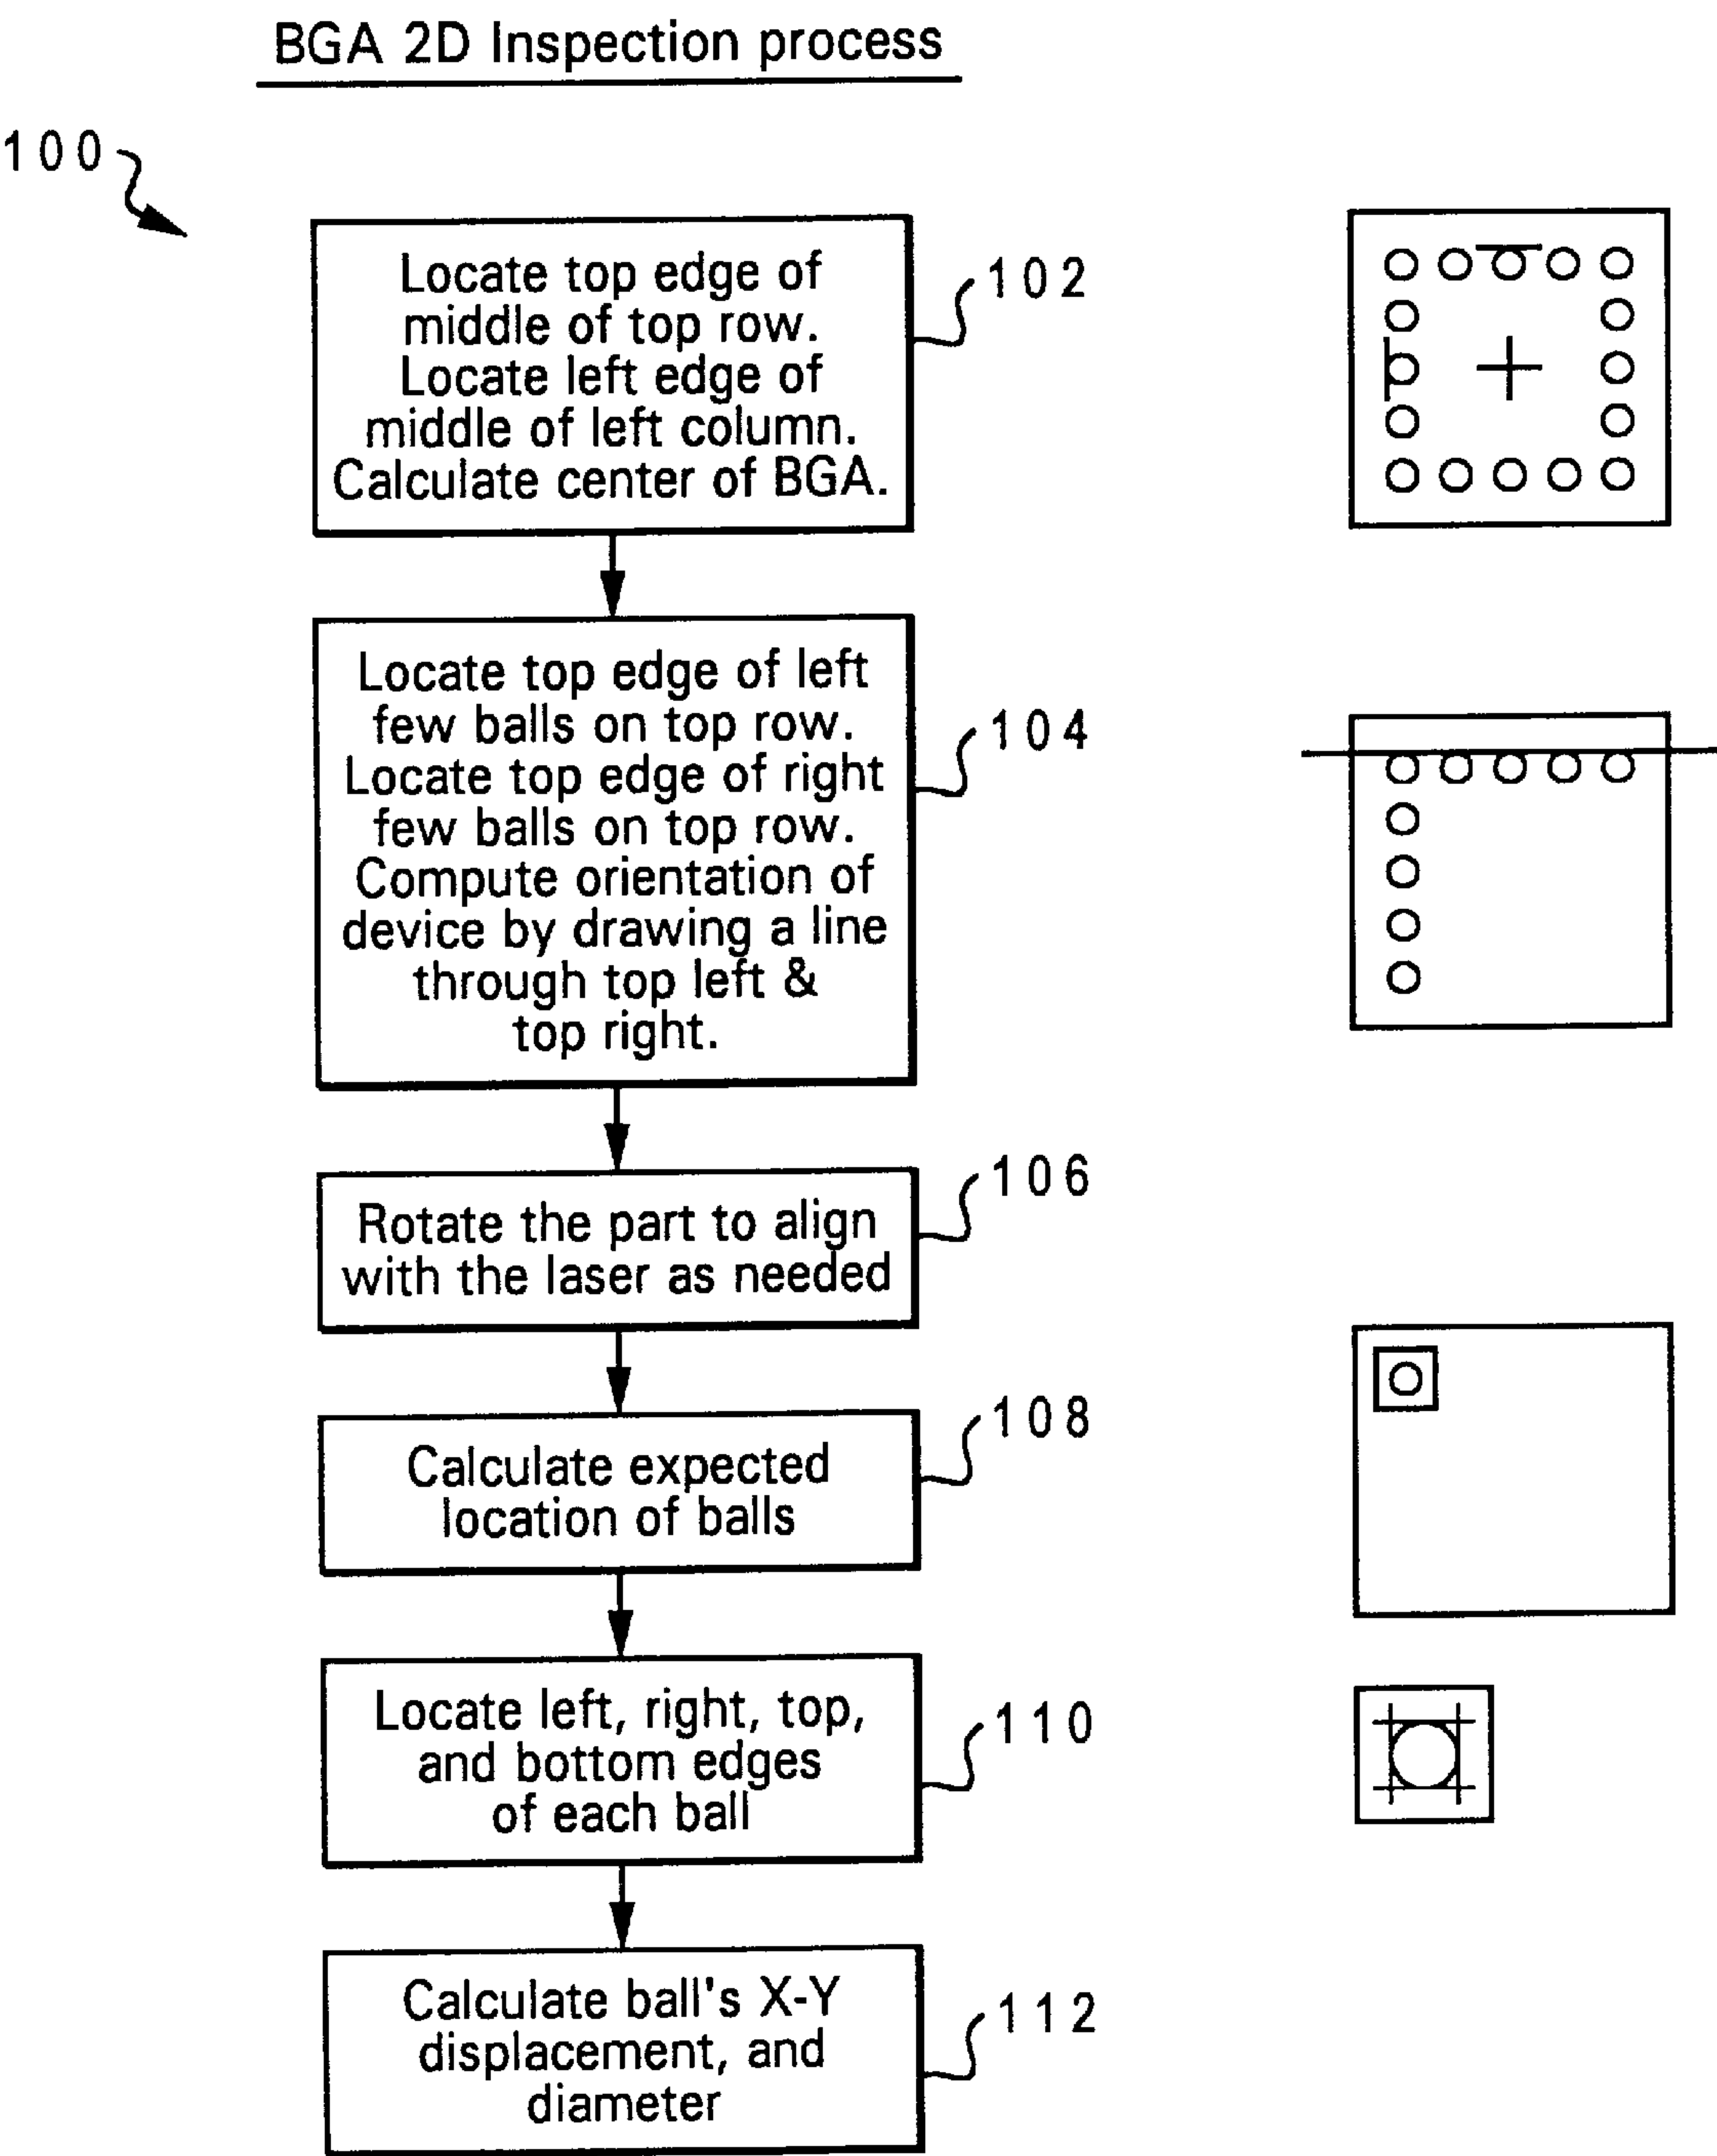 BGA 2D Inspection process
100
Locate top edge of
middle of top row.
Locate left edge of
middle of left column.
Calculate center of BGA.
102
Locate top edge of left
few balls on top row.
Locate top edge of right
few balls on top row.
Compute orientation of
device by drawing a line
through top left &
top right.
104
Rotate the part to align
with the laser as needed
106
Calculate expected
location of balls
108
Locate left, right, top,
and bottom edges
of each ball
110
Calculate ball's X-Y
displacement, and
diameter
112